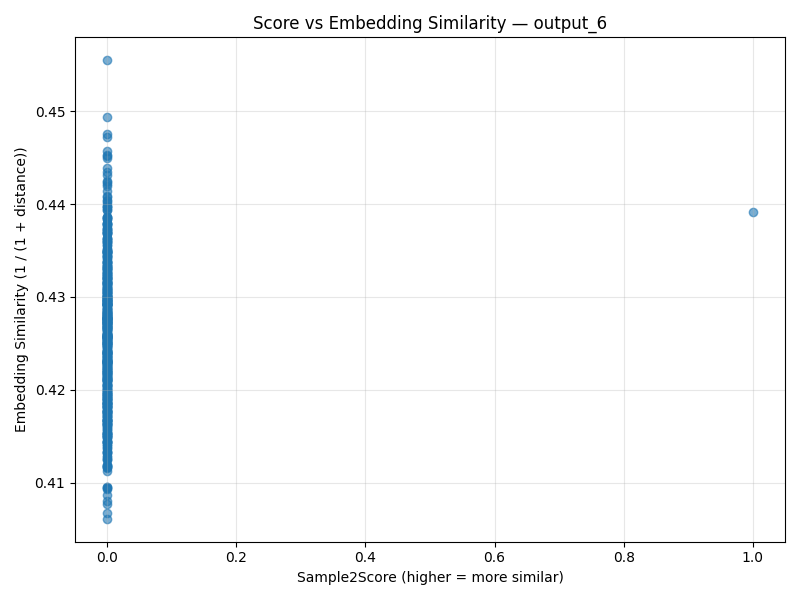 Score vs Embedding Similarity — output_6
Embedding Similarity (1 / (1 + distance))
0.45
0.44
0.43
0.42
0.41
0.0 0.2 0.4 0.6 0.8 1.0
Sample2Score (higher = more similar)